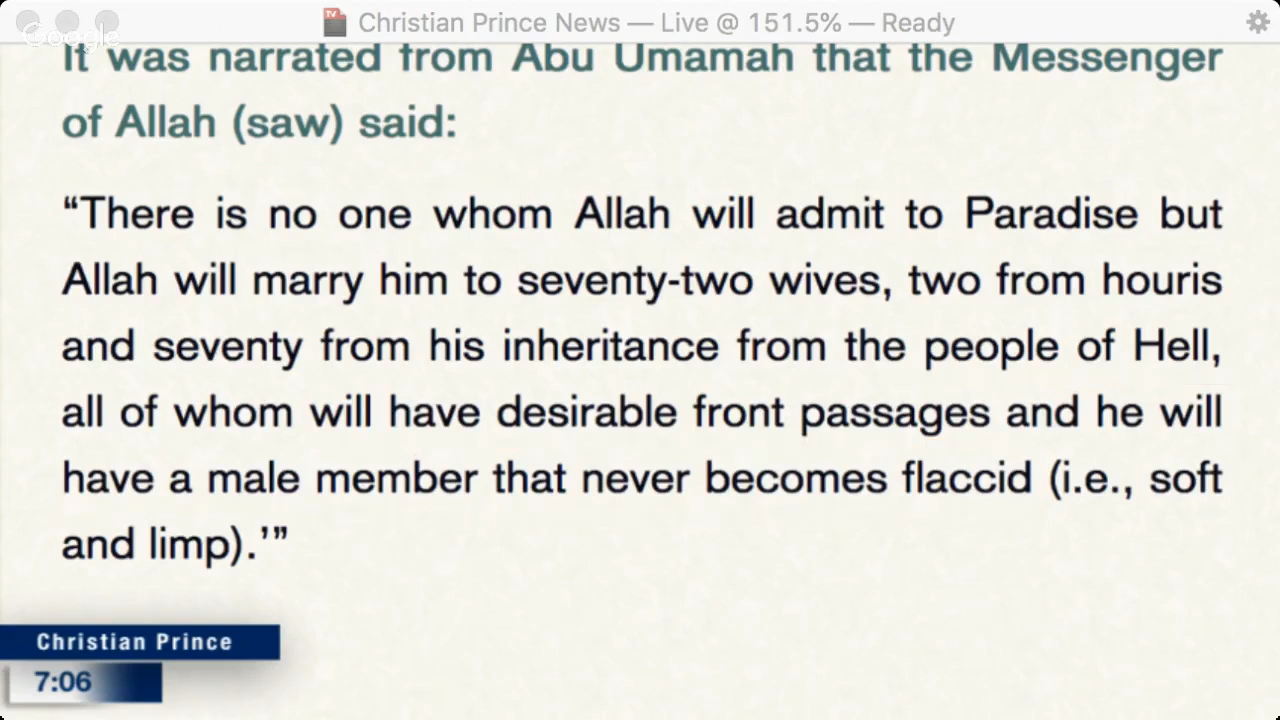 Christian Prince News — Live @ 151.5% — Ready
Google
It was narrated from Abu Umamah that the Messenger
of Allah (saw) said:
“There is no one whom Allah will admit to Paradise but
Allah will marry him to seventy-two wives, two from houris
and seventy from his inheritance from the people of Hell,
all of whom will have desirable front passages and he will
have a male member that never becomes flaccid (i.e., soft
and limp).’”
Christian Prince
7:06